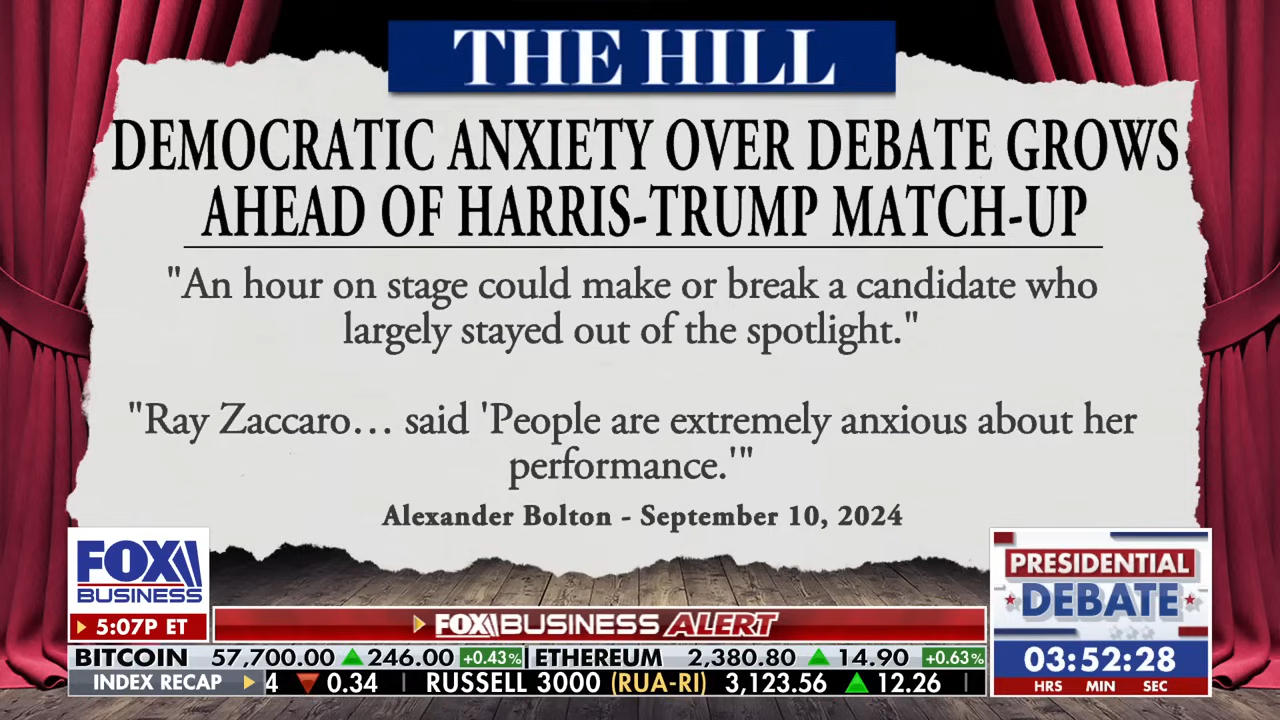 THE HILL
DEMOCRATIC ANXIETY OVER DEBATE GROWS
AHEAD OF HARRIS-TRUMP MATCH-UP
"An hour on stage could make or break a candidate who
largely stayed out of the spotlight."
"Ray Zaccaro... said 'People are extremely anxious about her
performance.'"
Alexander Bolton - September 10, 2024
FOX
BUSINESS
5:07P ET
FOX BUSINESS ALERT
BITCOIN 57,700.00 246.00 +0.43% ETHEREUM 2,380.80 14.90 +0.63%
INDEX RECAP 4 0.34 RUSSELL 3000 (RUA-RI) 3,123.56 12.26
PRESIDENTIAL
DEBATE
03:52:28
HRS MIN SEC